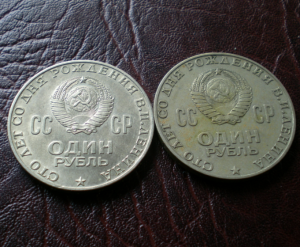 СТО ЛЕТ СО ДНЯ РОЖДЕНИЯ В.И.ЛЕНИНА
СС СР
ОДИН
РУБЛЬ
СТО ЛЕТ СО ДНЯ РОЖДЕНИЯ В.И.ЛЕНИНА
СС СР
ОДИН
РУБЛЬ